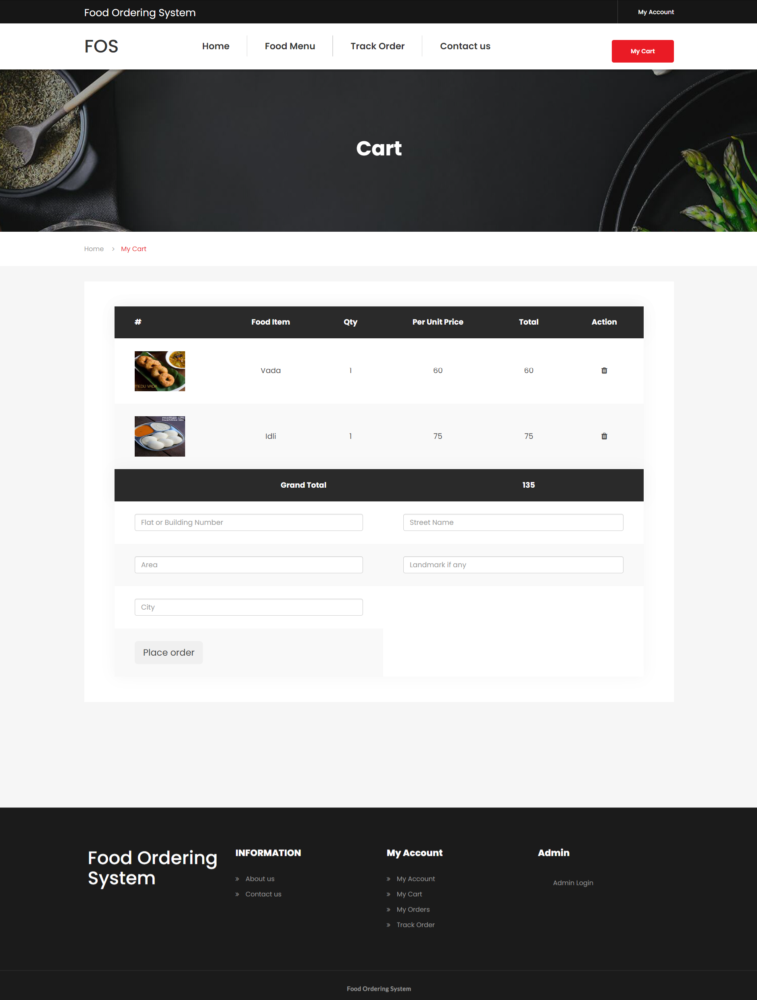 Food Ordering System
My Account
FOS
Home
Food Menu
Track Order
Contact us
My Cart
Cart
Home > My Cart
# Food Item Qty Per Unit Price Total Action
MEDU VADA
Vada 1 60 60
Idli 1 75 75
Grand Total 135
Flat or Building Number
Street Name
Area
Landmark if any
City
Place order
Food Ordering
System
INFORMATION
» About us
» Contact us
My Account
» My Account
» My Cart
» My Orders
» Track Order
Admin
Admin Login
Food Ordering System